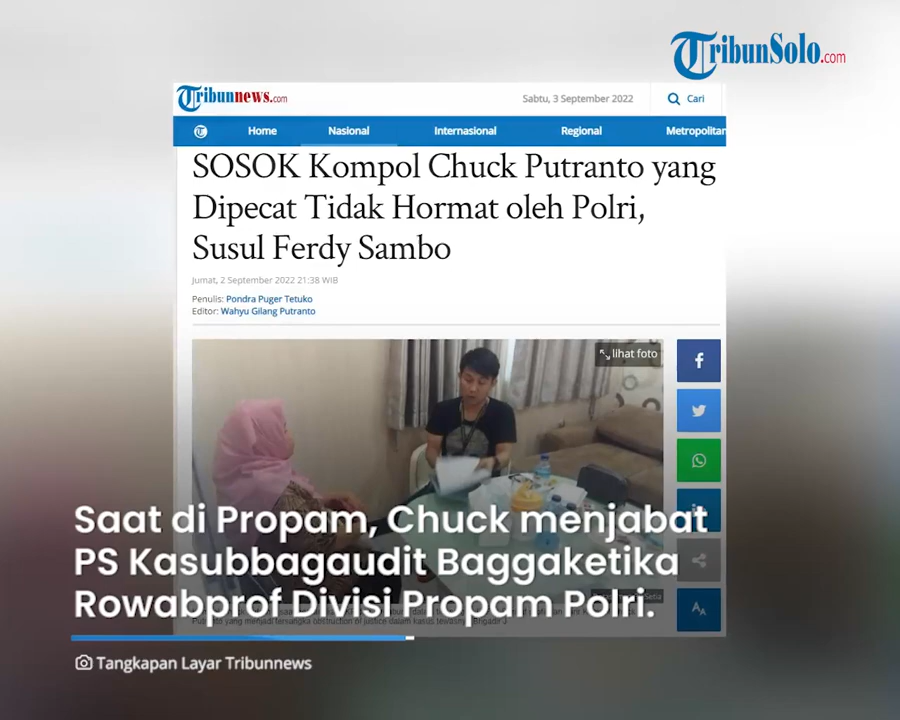 TribunSolo.com
Tribunnews.com
Sabtu, 3 September 2022
Cari
Home
Nasional
Internasional
Regional
Metropolitan
SOSOK Kompol Chuck Putranto yang
Dipecat Tidak Hormat oleh Polri,
Susul Ferdy Sambo
Jumat, 2 September 2022 21:38 WIB
Penulis: Pondra Puger Tetuko
Editor: Wahyu Gilang Putranto
lihat foto
Saat di Propam, Chuck menjabat
PS Kasubbagaudit Baggaketika
Rowabprof Divisi Propam Polri.
Tangkapan Layar Tribunnews